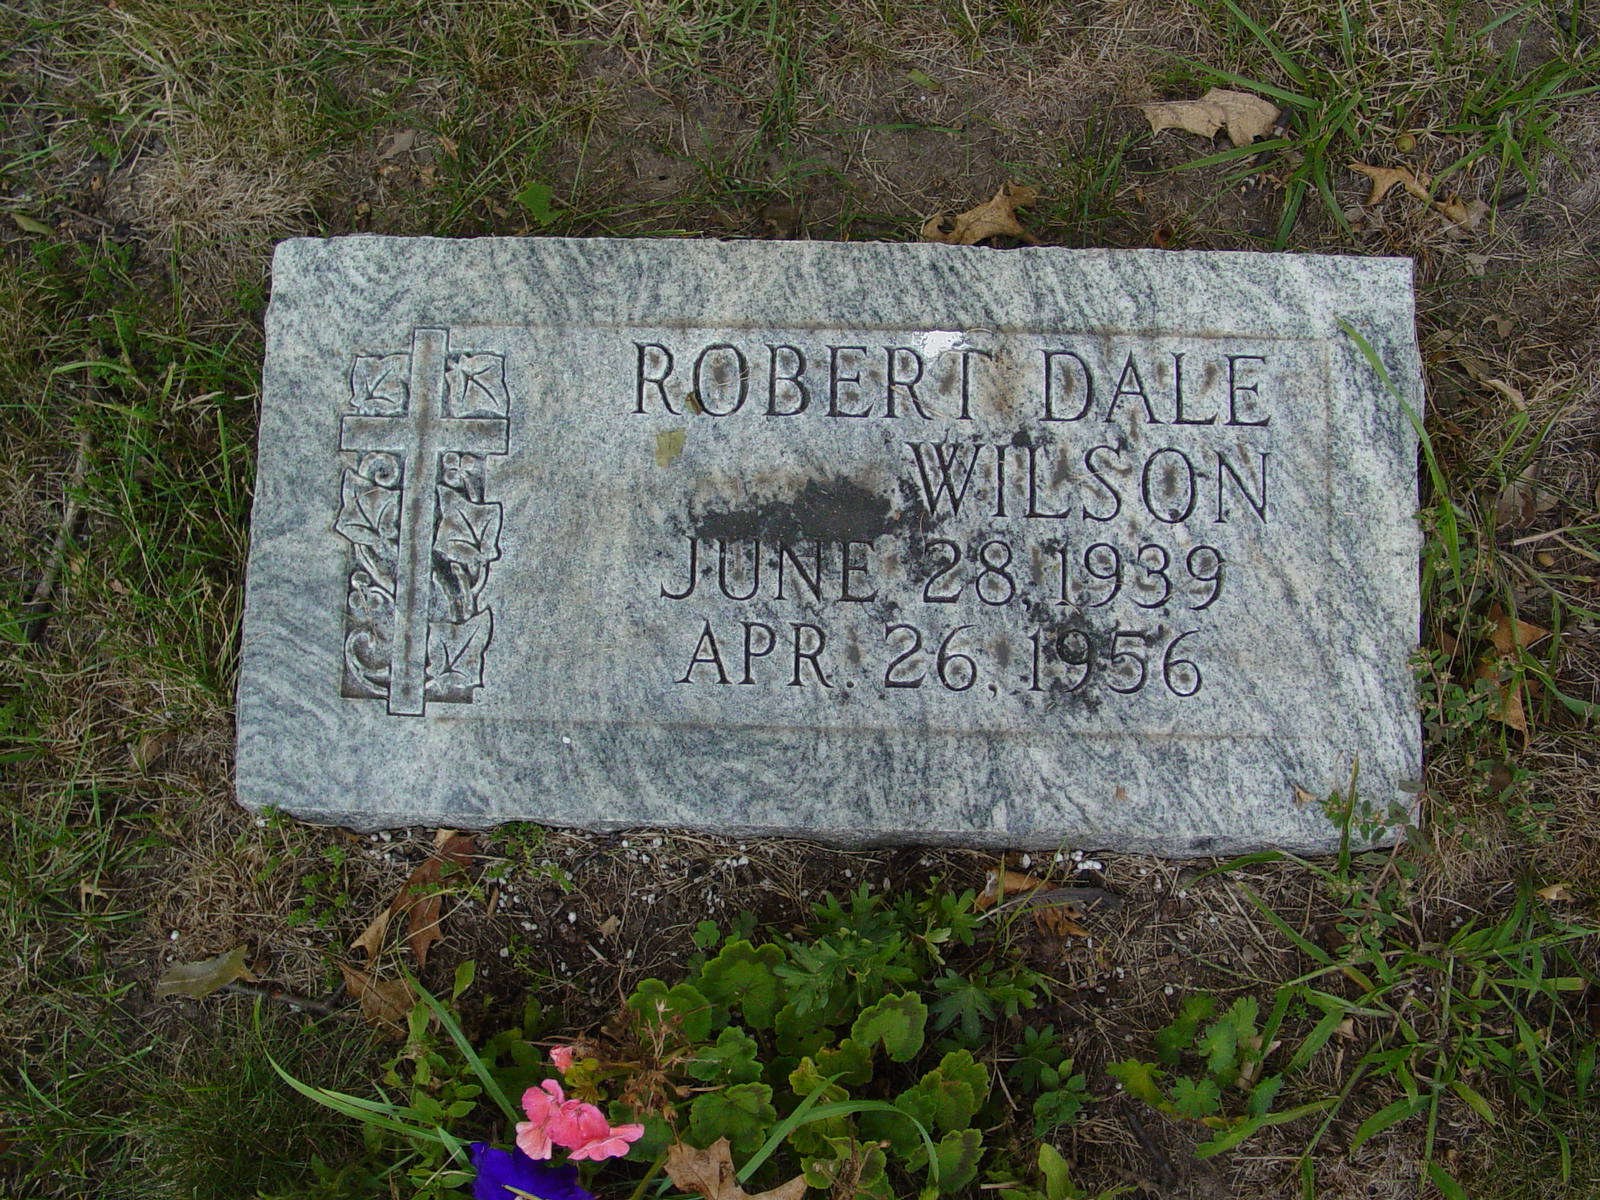 ROBERT DALE
WILSON
JUNE 28, 1939
APR. 26, 1956